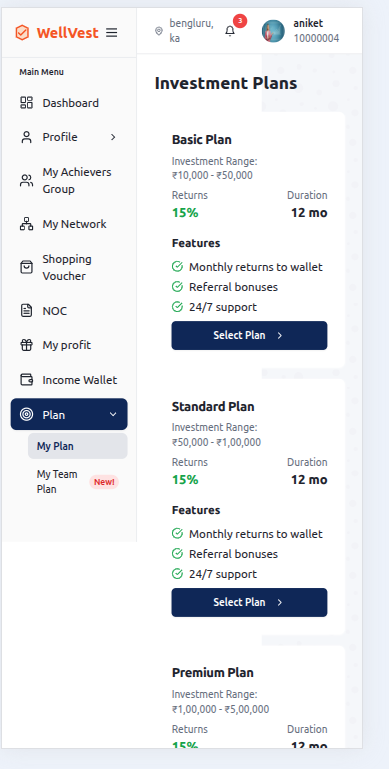 WellVest
bengluru,
ka
3
aniket
10000004
Main Menu
Dashboard
Profile
My Achievers
Group
My Network
Shopping
Voucher
NOC
My profit
Income Wallet
Plan
My Plan
My Team
Plan
New!
Investment Plans
Basic Plan
Investment Range:
₹10,000 - ₹50,000
Returns Duration
15% 12 mo
Features
Monthly returns to wallet
Referral bonuses
24/7 support
Select Plan
Standard Plan
Investment Range:
₹50,000 - ₹1,00,000
Returns Duration
15% 12 mo
Features
Monthly returns to wallet
Referral bonuses
24/7 support
Select Plan
Premium Plan
Investment Range:
₹1,00,000 - ₹5,00,000
Returns Duration
15% 12 mo